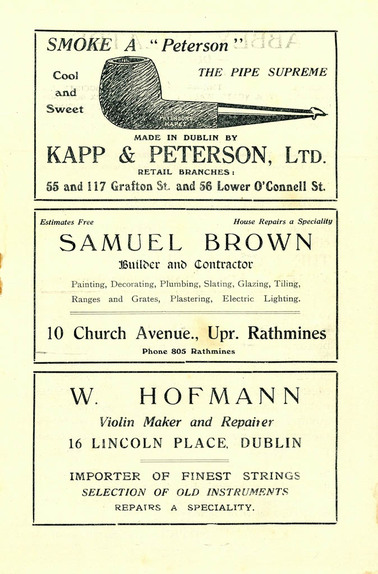 SMOKE A "Peterson"
Cool
and
Sweet
THE PIPE SUPREME
PETERSON'S
MADE IN DUBLIN BY
KAPP & PETERSON, LTD.
RETAIL BRANCHES:
55 and 117 Grafton St. and 56 Lower O'Connell St.
Estimates Free
House Repairs a Speciality
SAMUEL BROWN
Builder and Contractor
Painting, Decorating, Plumbing, Slating, Glazing, Tiling,
Ranges and Grates, Plastering, Electric Lighting.
10 Church Avenue., Upr. Rathmines
Phone 805 Rathmines
W. HOFMANN
Violin Maker and Repairer
16 LINCOLN PLACE, DUBLIN
IMPORTER OF FINEST STRINGS
SELECTION OF OLD INSTRUMENTS
REPAIRS A SPECIALITY.